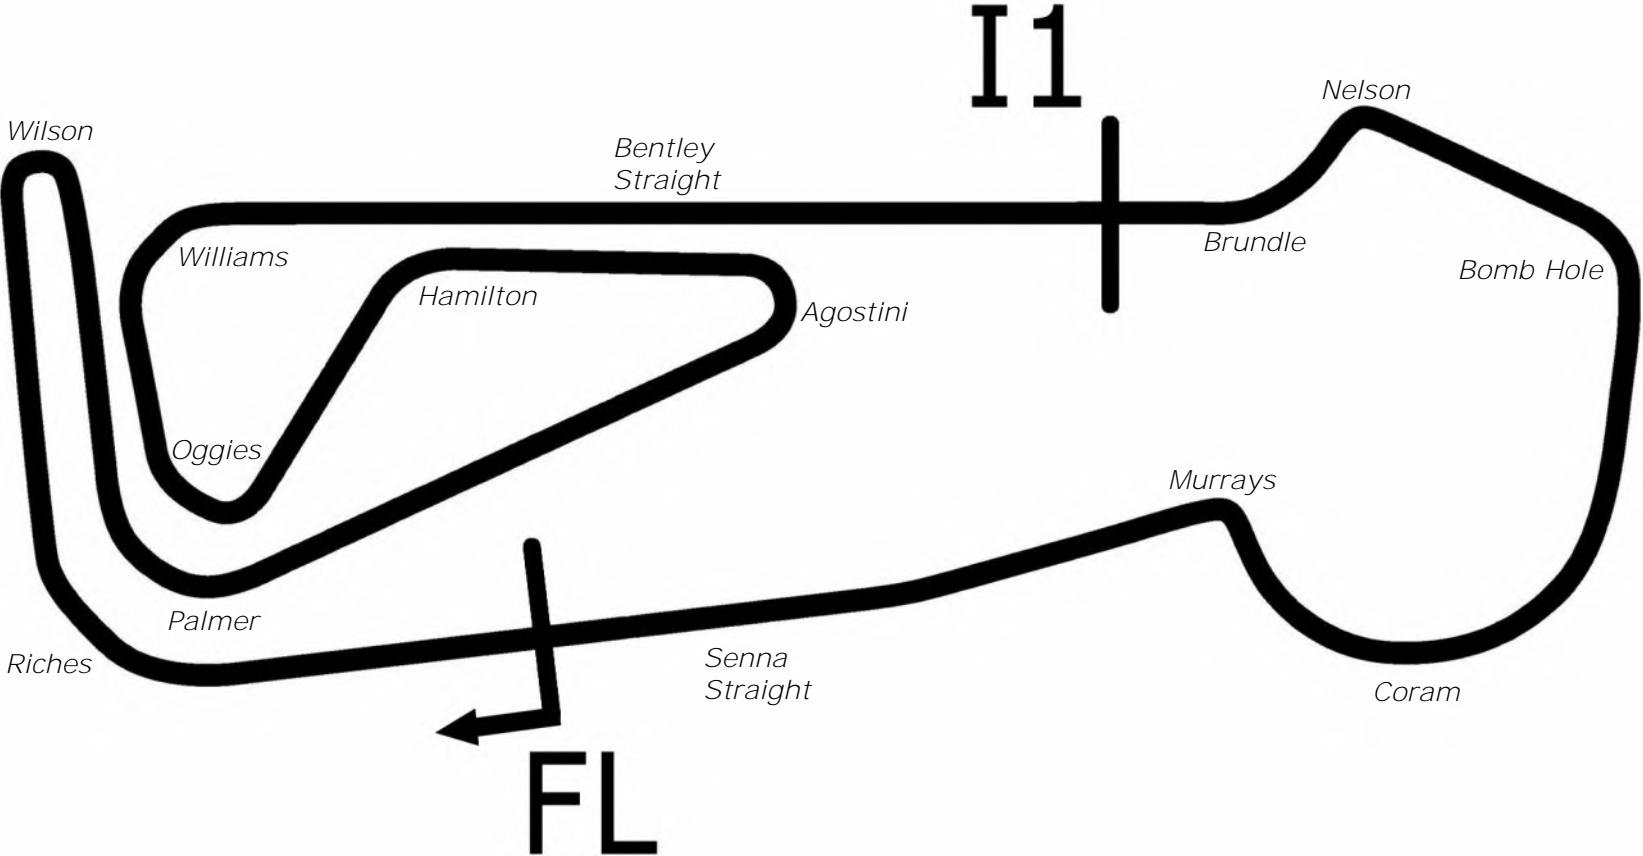 I1
Nelson
Wilson
Bentley
Straight
Williams
Brundle
Bomb Hole
Hamilton
Agostini
Oggies
Murrays
Palmer
Riches
Senna
Straight
Coram
FL